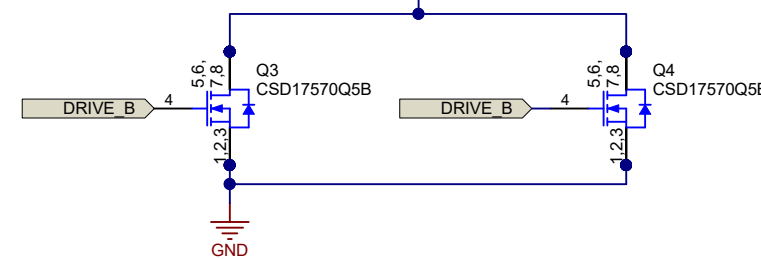 Q3
CSD17570Q5B
5,6,
7,8
DRIVE_B
4
1,2,3
GND
Q4
CSD17570Q5B
5,6,
7,8
DRIVE_B
4
1,2,3